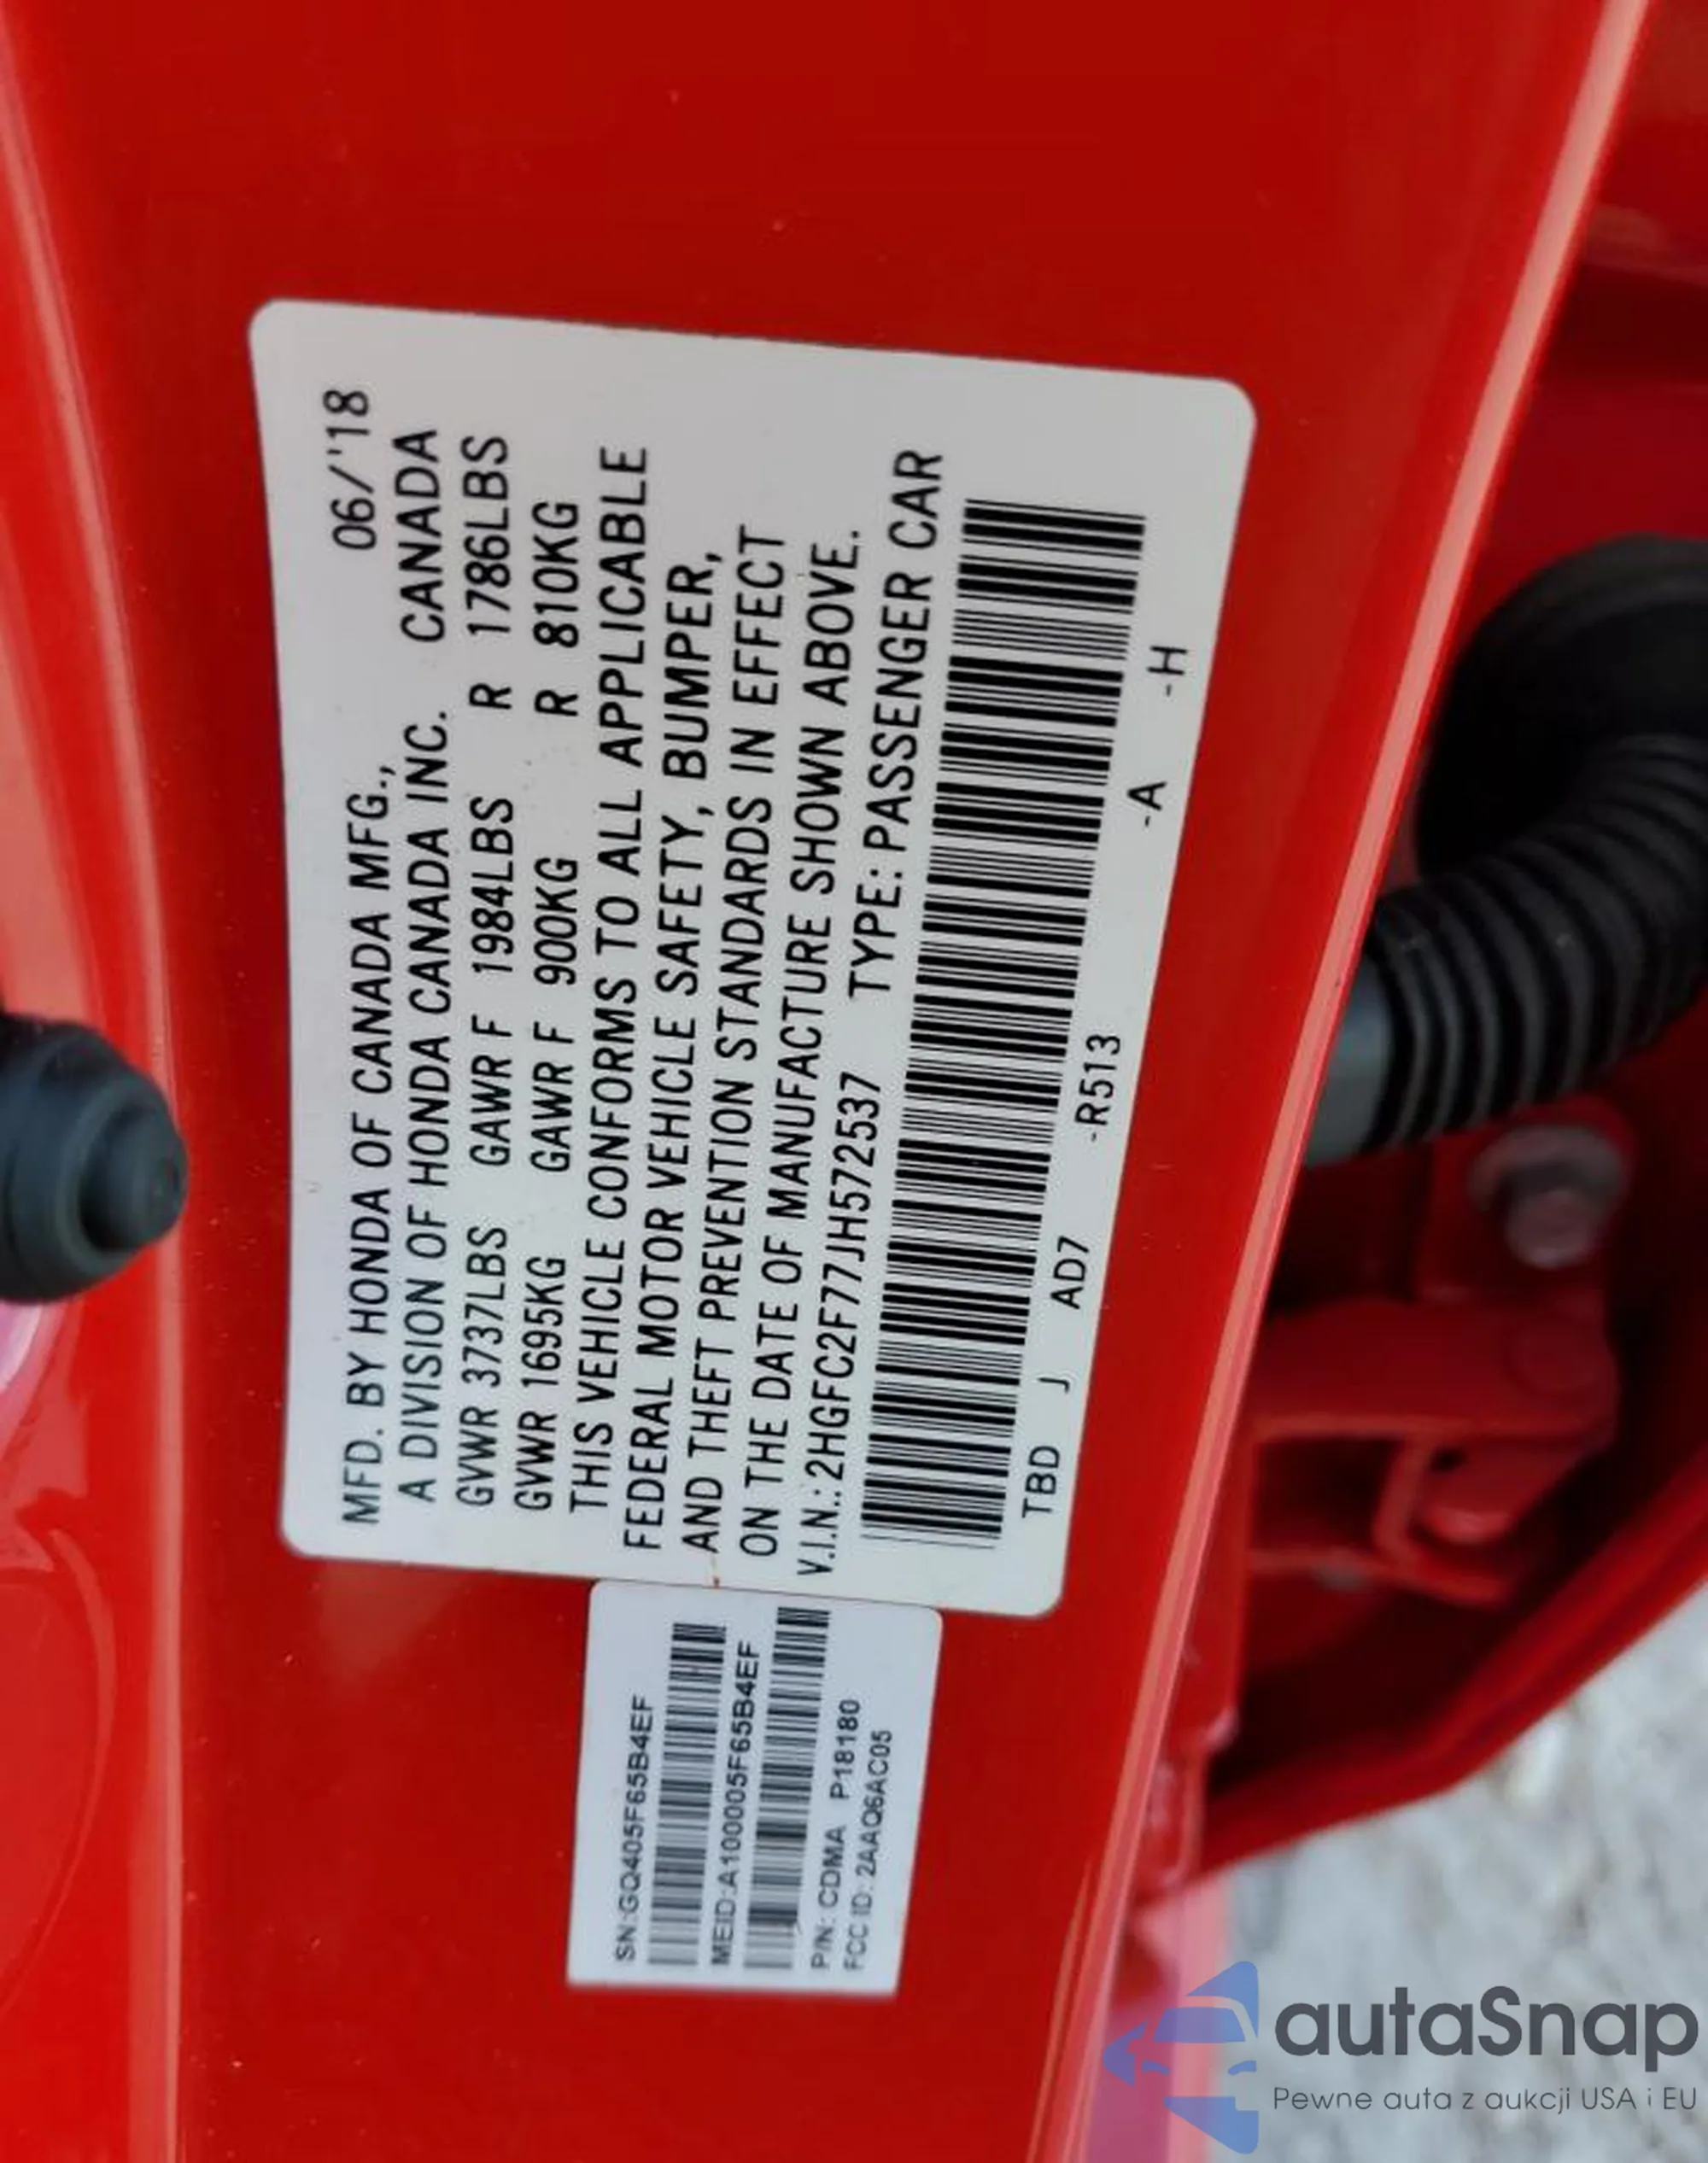 06/'18
MFD. BY HONDA OF CANADA MFG.,
A DIVISION OF HONDA CANADA INC. CANADA
GVWR 3737LBS GAWR F 1984LBS R 1786LBS
GVWR 1695KG GAWR F 900KG R 810KG
THIS VEHICLE CONFORMS TO ALL APPLICABLE
FEDERAL MOTOR VEHICLE SAFETY, BUMPER,
AND THEFT PREVENTION STANDARDS IN EFFECT
ON THE DATE OF MANUFACTURE SHOWN ABOVE.
V.I.N.: 2HGFC2F77JH572537 TYPE: PASSENGER CAR
TBD J AD7 -R513 -A -H
SN:GQ405F65B4EF
MEID:A100005F65B4EF
P/N: CDMA P18180
FCC ID: 2AAQ6AC05
autaSnap
Pewne auta z aukcji USA i EU